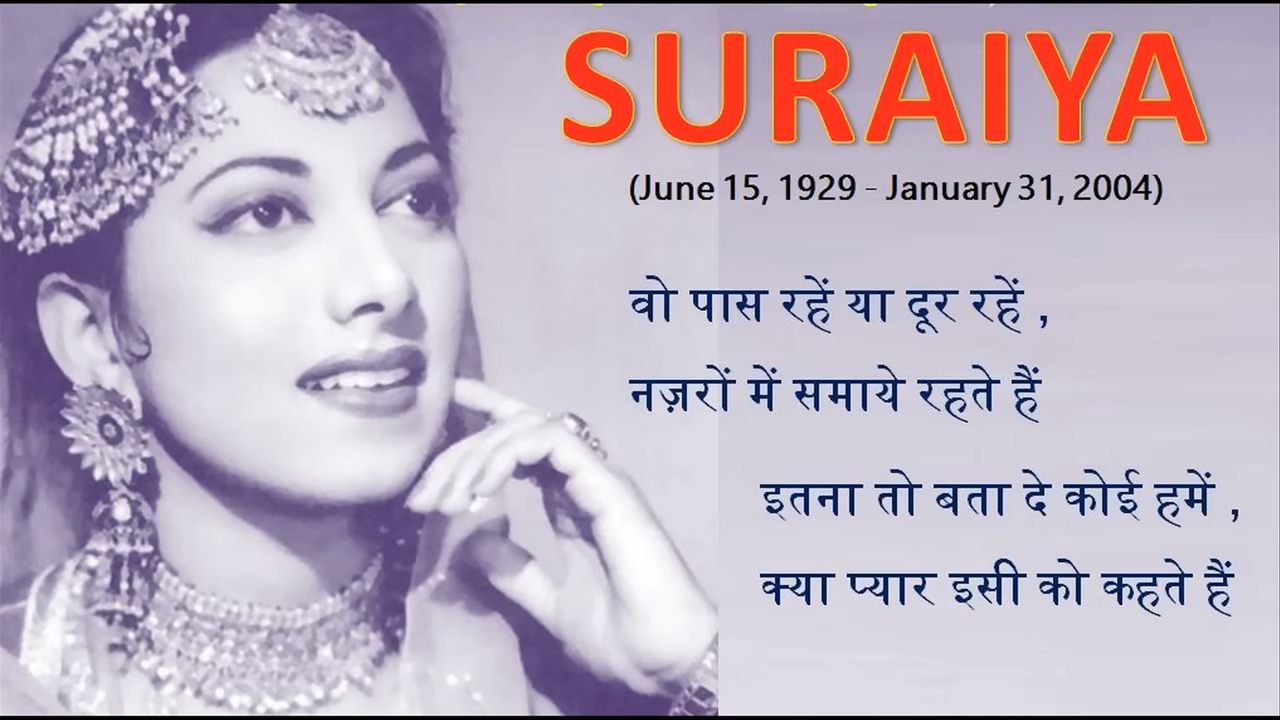 SURAIYA
(June 15, 1929 - January 31, 2004)
वो पास रहें या दूर रहें ,
नज़रों में समाये रहते हैं
इतना तो बता दे कोई हमें ,
क्या प्यार इसी को कहते हैं